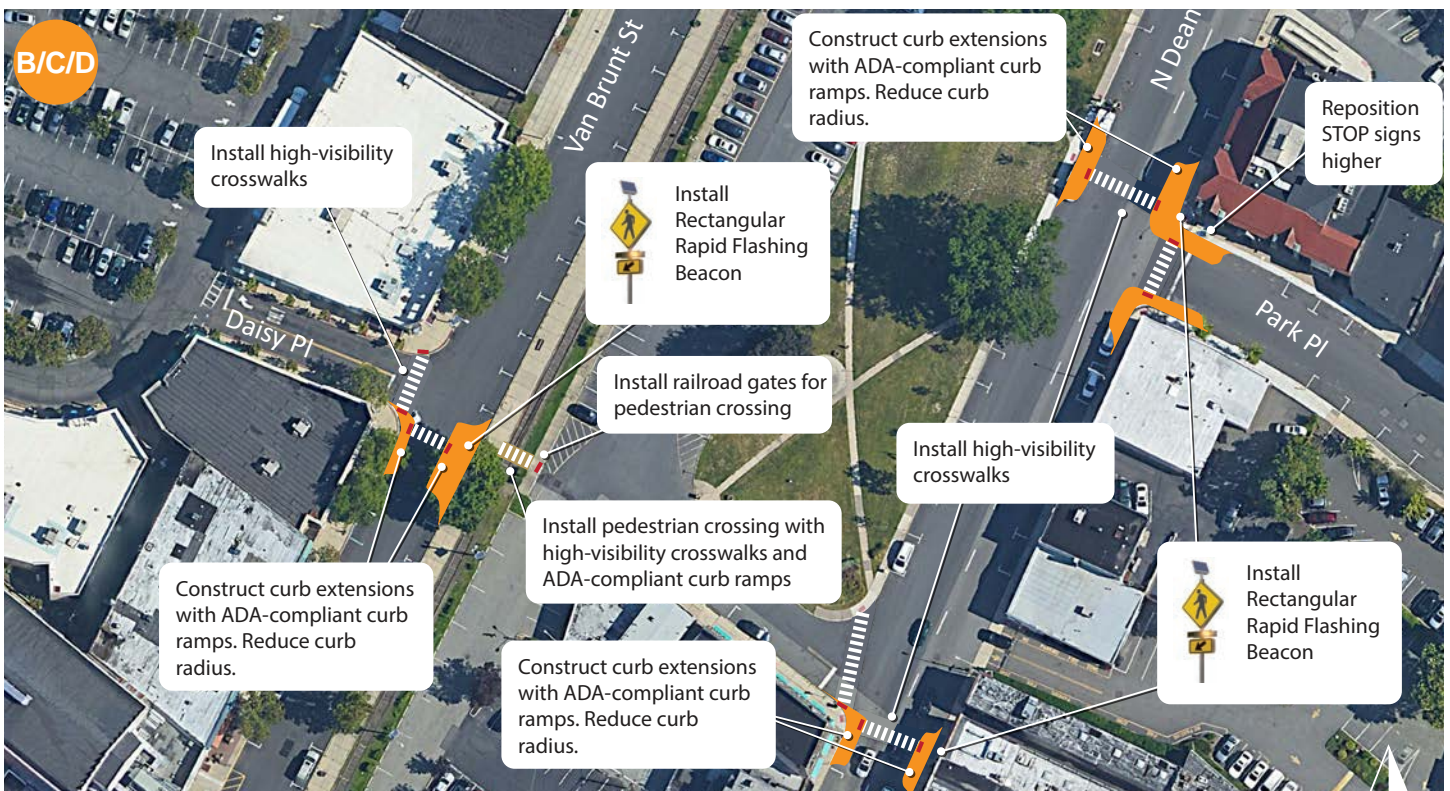 B/C/D
Van Brunt St
N Dean
Construct curb extensions
with ADA-compliant curb
ramps. Reduce curb
radius.
Reposition
STOP signs
higher
Install high-visibility
crosswalks
Install
Rectangular
Rapid Flashing
Beacon
Daisy Pl
Park Pl
Install railroad gates for
pedestrian crossing
Install high-visibility
crosswalks
Install pedestrian crossing with
high-visibility crosswalks and
ADA-compliant curb ramps
Construct curb extensions
with ADA-compliant curb
ramps. Reduce curb
radius.
Install
Rectangular
Rapid Flashing
Beacon
Construct curb extensions
with ADA-compliant curb
ramps. Reduce curb
radius.